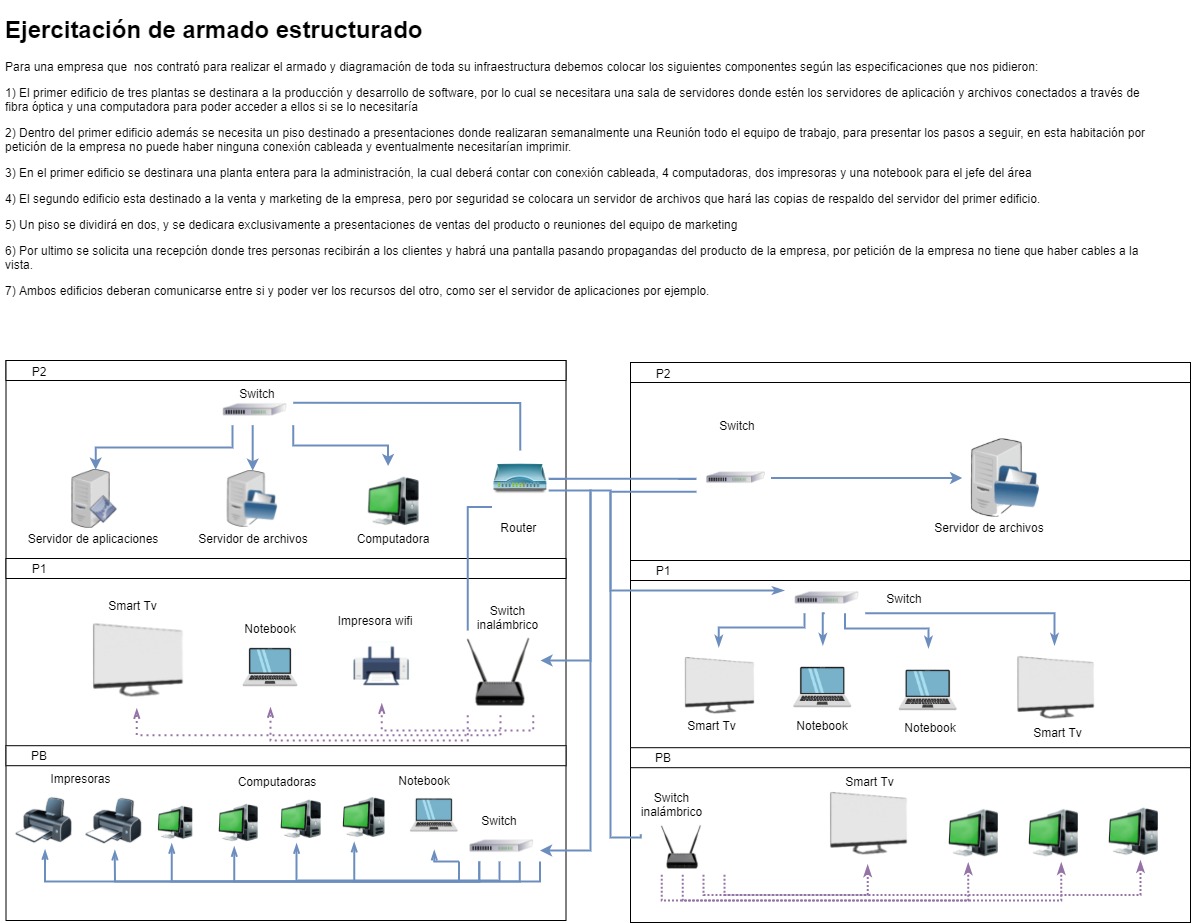 Ejercitación de armado estructurado
Para una empresa que  nos contrató para realizar el armado y diagramación de toda su infraestructura debemos colocar los siguientes componentes según las especificaciones que nos pidieron:
1) El primer edificio de tres plantas se destinara a la producción y desarrollo de software, por lo cual se necesitara una sala de servidores donde estén los servidores de aplicación y archivos conectados a través de
fibra óptica y una computadora para poder acceder a ellos si se lo necesitaría
2) Dentro del primer edificio además se necesita un piso destinado a presentaciones donde realizaran semanalmente una Reunión todo el equipo de trabajo, para presentar los pasos a seguir, en esta habitación por
petición de la empresa no puede haber ninguna conexión cableada y eventualmente necesitarían imprimir.
3) En el primer edificio se destinara una planta entera para la administración, la cual deberá contar con conexión cableada, 4 computadoras, dos impresoras y una notebook para el jefe del área
4) El segundo edificio esta destinado a la venta y marketing de la empresa, pero por seguridad se colocara un servidor de archivos que hará las copias de respaldo del servidor del primer edificio.
5) Un piso se dividirá en dos, y se dedicara exclusivamente a presentaciones de ventas del producto o reuniones del equipo de marketing
6) Por ultimo se solicita una recepción donde tres personas recibirán a los clientes y habrá una pantalla pasando propagandas del producto de la empresa, por petición de la empresa no tiene que haber cables a la
vista.
7) Ambos edificios deberan comunicarse entre si y poder ver los recursos del otro, como ser el servidor de aplicaciones por ejemplo.
P2
Switch
Servidor de aplicaciones
Servidor de archivos
Computadora
Router
P1
Smart Tv
Notebook
Impresora wifi
Switch
inalámbrico
PB
Impresoras
Computadoras
Notebook
Switch
P2
Switch
Servidor de archivos
P1
Switch
Smart Tv
Notebook
Notebook
Smart Tv
PB
Switch
inalámbrico
Smart Tv